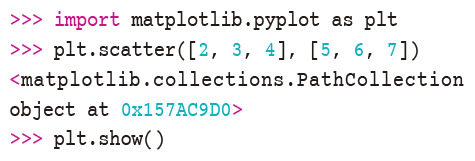 >>> import matplotlib.pyplot as plt
>>> plt.scatter([2, 3, 4], [5, 6, 7])
<matplotlib.collections.PathCollection
object at 0x157AC9D0>
>>> plt.show()